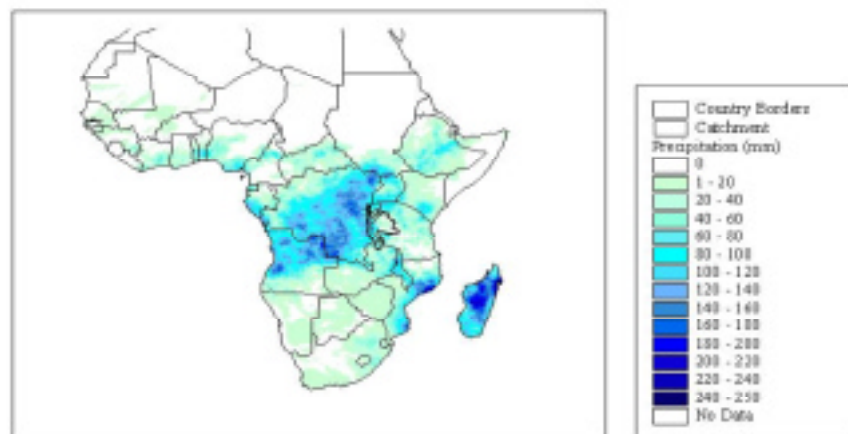 Country Borders
Catchment
Precipitation (mm)
0
1 - 20
20 - 40
40 - 60
60 - 80
80 - 100
100 - 120
120 - 140
140 - 160
160 - 180
180 - 200
200 - 220
220 - 240
240 - 250
No Data